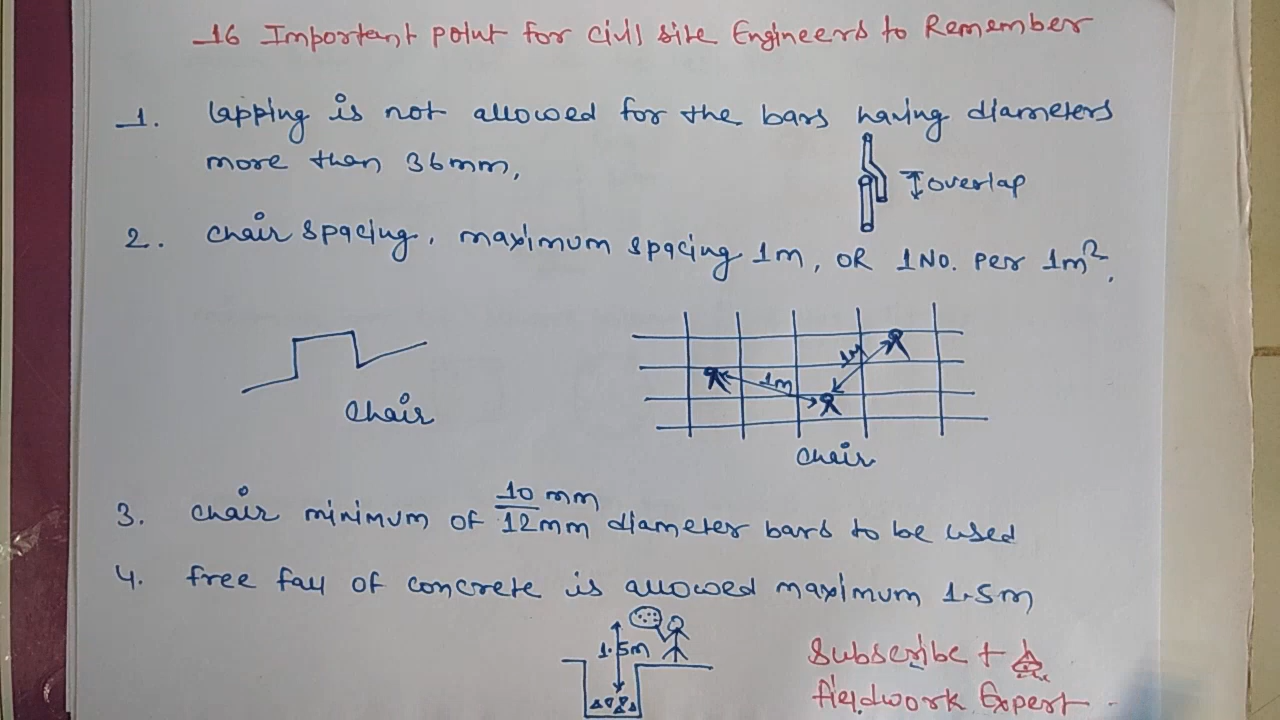 16 Important point for civil site Engineers to Remember
1. lapping is not allowed for the bars having diameters
more than 36mm,
overlap
2. chair spacing, maximum spacing 1m, OR 1 No. per 1m²,
1m
1m
chair
chair
3. chair minimum of 10 mm
12mm diameter bars to be used
4. free fall of concrete is allowed maximum 1.5m
1.5m
Subscribe +
fieldwork Expert